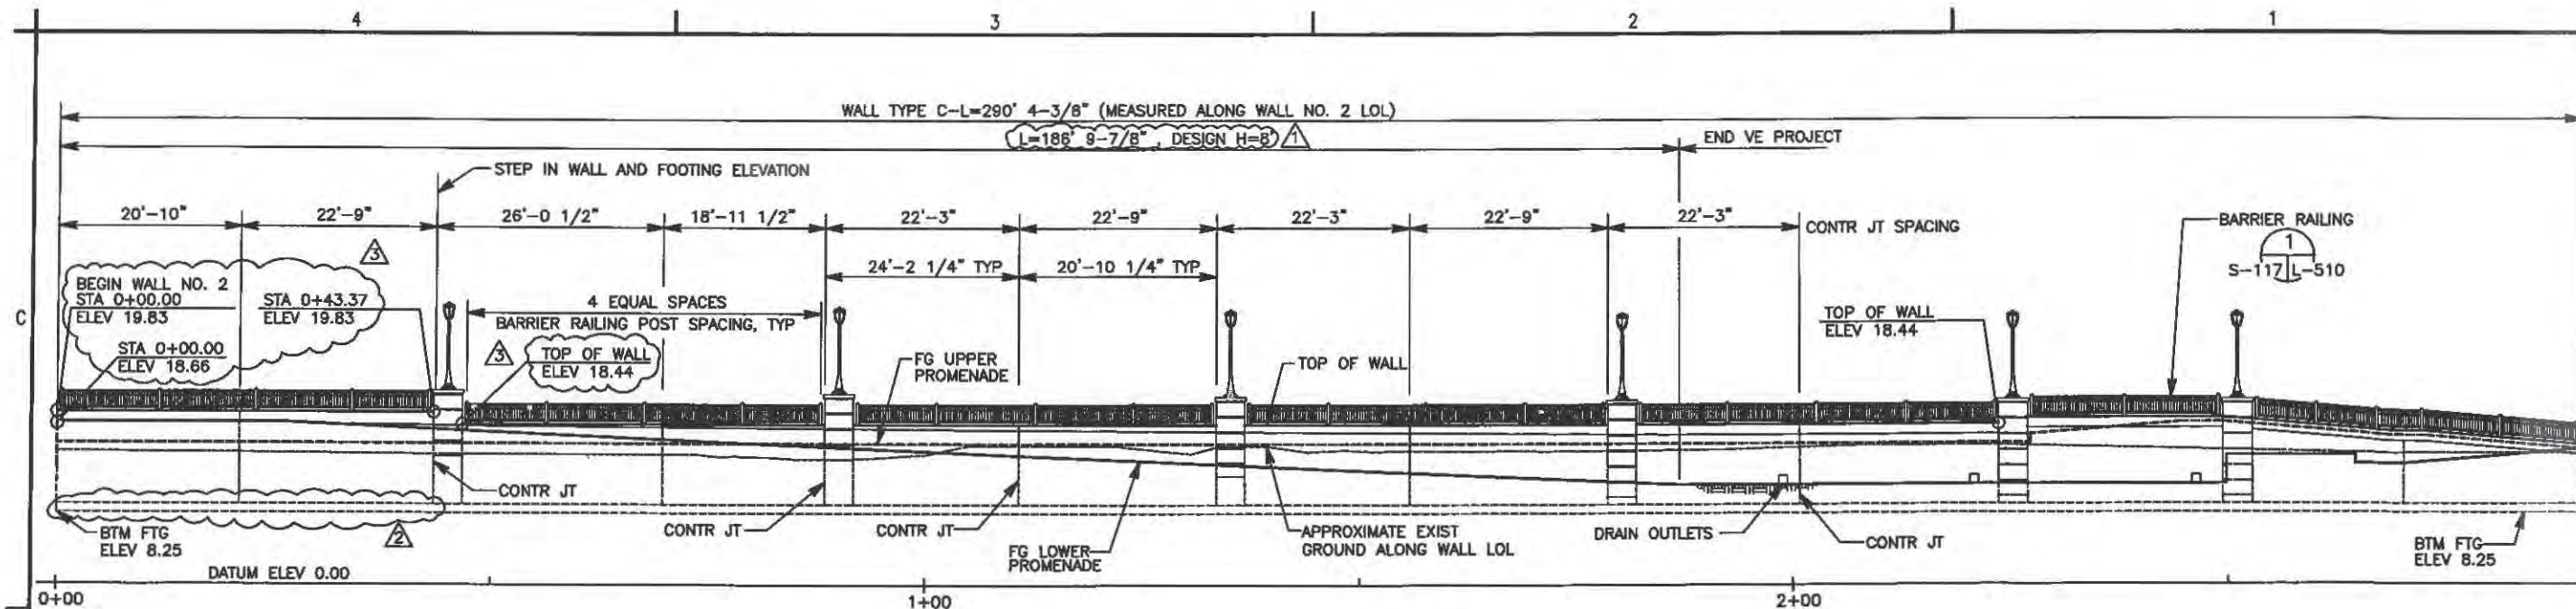 4
3
2
1
WALL TYPE C-L=290' 4-3/8" (MEASURED ALONG WALL NO. 2 LOL)
L=186' 9-7/8" , DESIGN H=8'
1
END VE PROJECT
STEP IN WALL AND FOOTING ELEVATION
20'-10"
22'-9"
26'-0 1/2"
18'-11 1/2"
22'-3"
22'-9"
22'-3"
22'-9"
22'-3"
CONTR JT SPACING
BARRIER RAILING
1
S-117
L-510
3
24'-2 1/4" TYP
20'-10 1/4" TYP
BEGIN WALL NO. 2
STA 0+00.00
ELEV 19.83
STA 0+43.37
ELEV 19.83
4 EQUAL SPACES
BARRIER RAILING POST SPACING, TYP
C
TOP OF WALL
ELEV 18.44
STA 0+00.00
ELEV 18.66
3
TOP OF WALL
ELEV 18.44
FG UPPER
PROMENADE
TOP OF WALL
CONTR JT
BTM FTG
ELEV 8.25
2
CONTR JT
CONTR JT
FG LOWER
PROMENADE
APPROXIMATE EXIST
GROUND ALONG WALL LOL
DRAIN OUTLETS
CONTR JT
BTM FTG
ELEV 8.25
DATUM ELEV 0.00
0+00
1+00
2+00